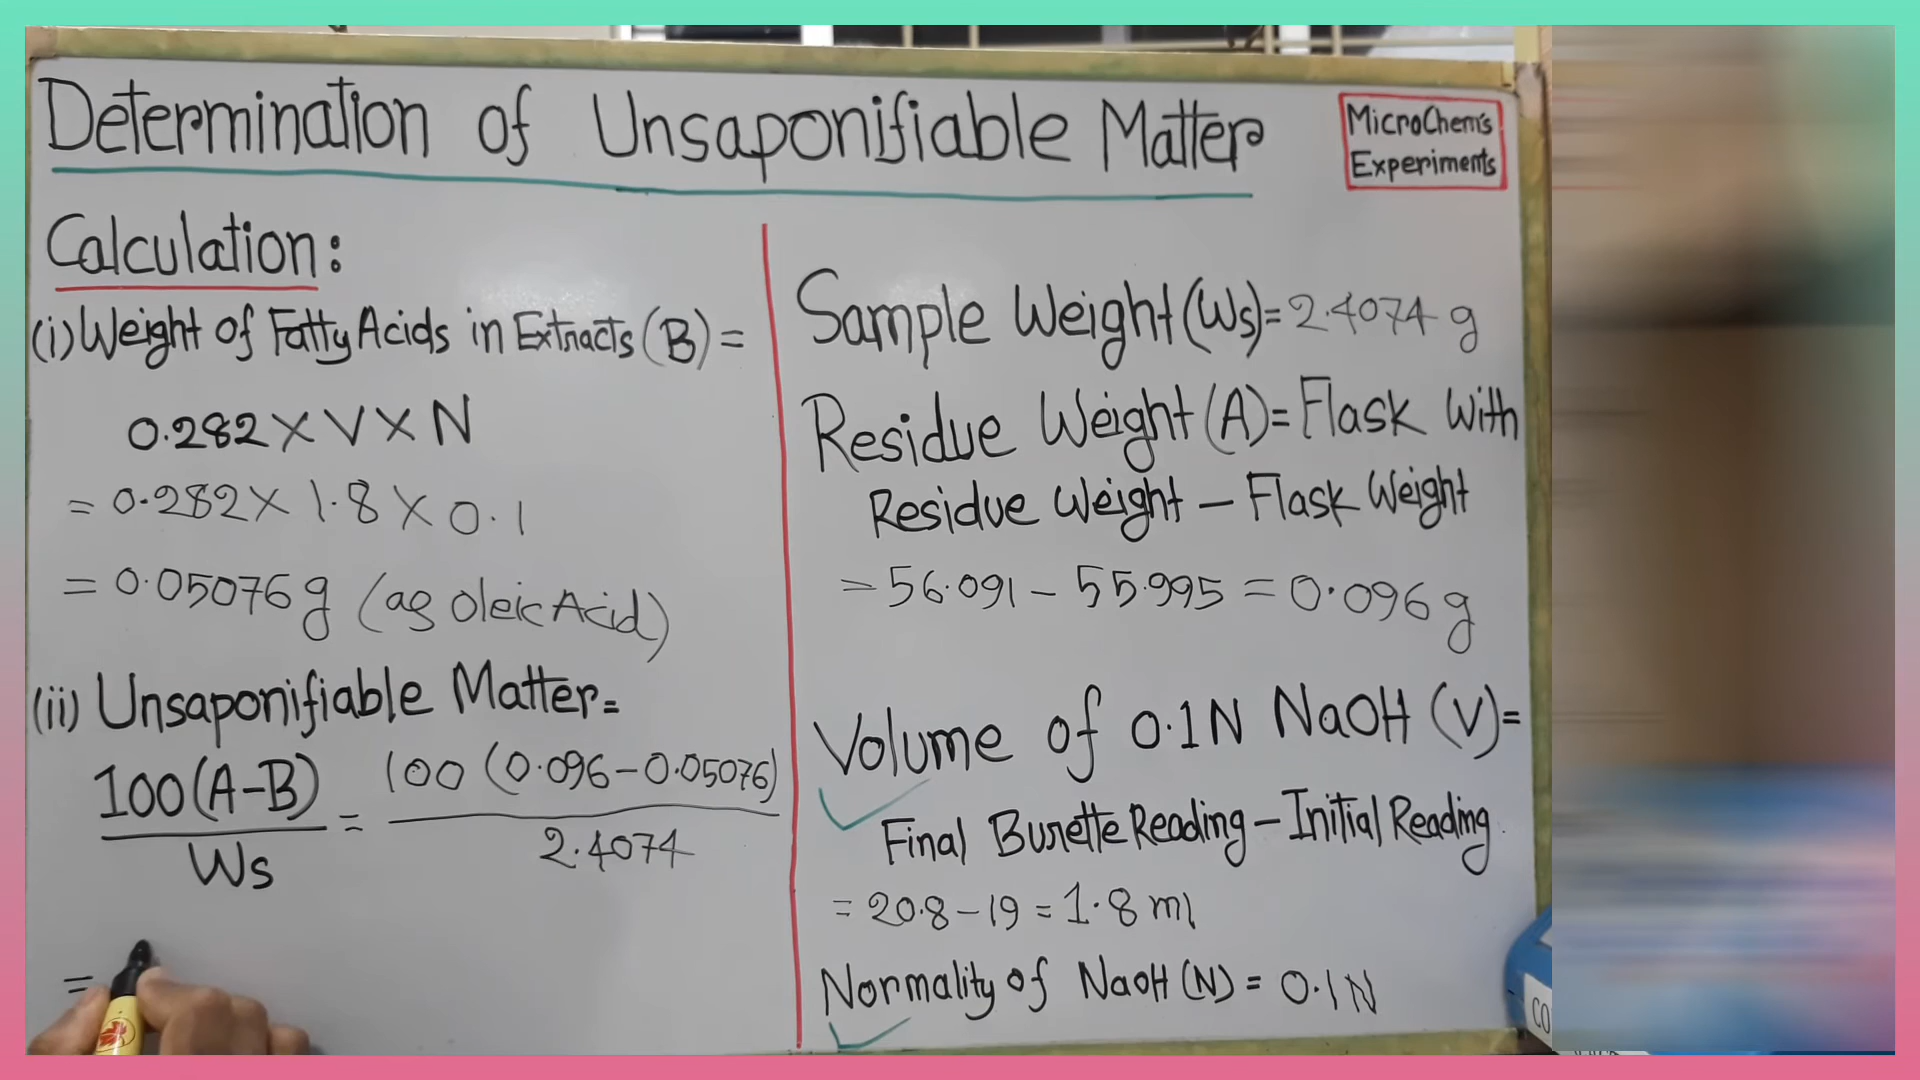 Determination of Unsaponifiable Matter
MicroChem's
Experiments
Calculation:
(i) Weight of Fatty Acids in Extracts (B) =
0.282 X V X N
= 0.282 X 1.8 X 0.1
= 0.05076 g (as Oleic Acid)
(ii) Unsaponifiable Matter =
100(A-B) = 100 (0.096 - 0.05076)
Ws 2.4074
=
Sample Weight (Ws) = 2.4074 g
Residue Weight (A) = Flask With
Residue Weight - Flask Weight
= 56.091 - 55.995 = 0.096 g
Volume of 0.1N NaOH (V) =
Final Burette Reading - Initial Reading
= 20.8 - 19 = 1.8 ml
Normality of NaOH (N) = 0.1N
CO